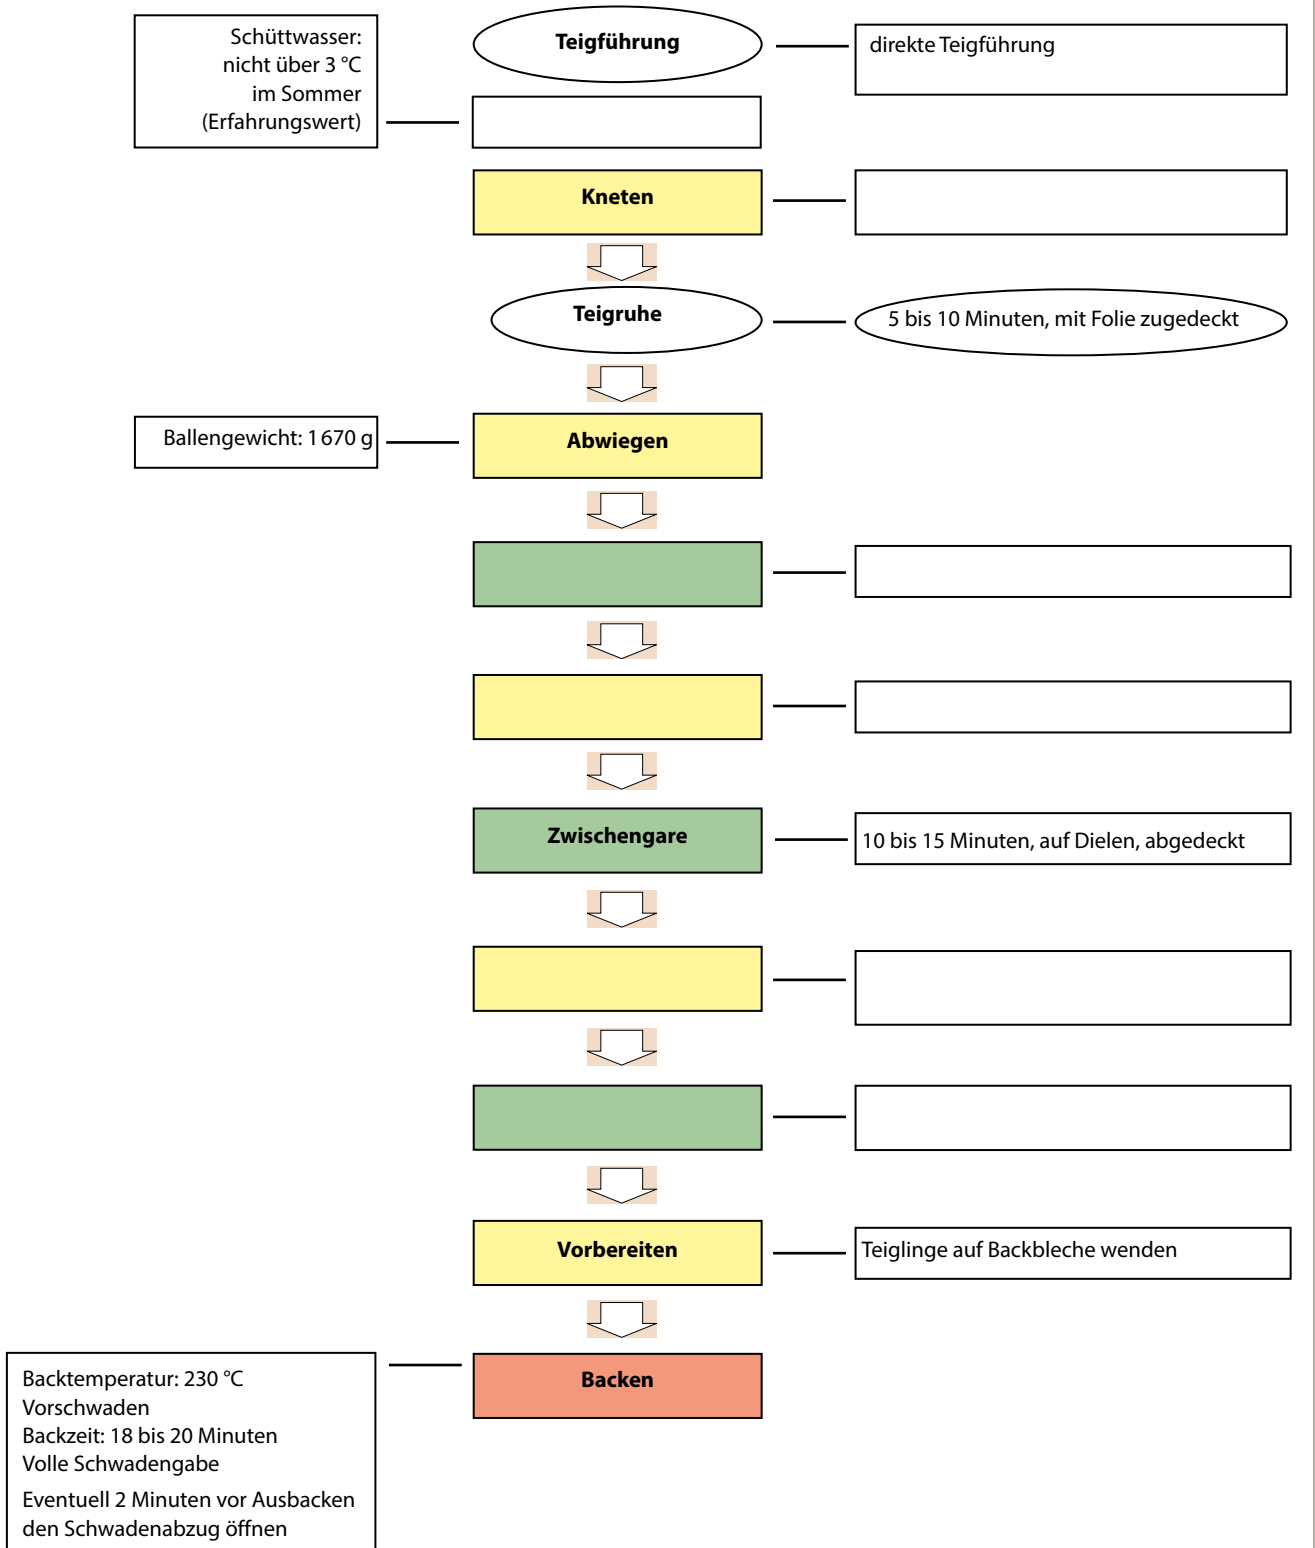 Schüttwasser:
nicht über 3 °C
im Sommer
(Erfahrungswert)
Teigführung
direkte Teigführung
Kneten
Teigruhe
5 bis 10 Minuten, mit Folie zugedeckt
Ballengewicht: 1 670 g
Abwiegen
Zwischengare
10 bis 15 Minuten, auf Dielen, abgedeckt
Vorbereiten
Teiglinge auf Backbleche wenden
Backen
Backtemperatur: 230 °C
Vorschwaden
Backzeit: 18 bis 20 Minuten
Volle Schwadengabe
Eventuell 2 Minuten vor Ausbacken
den Schwadenabzug öffnen